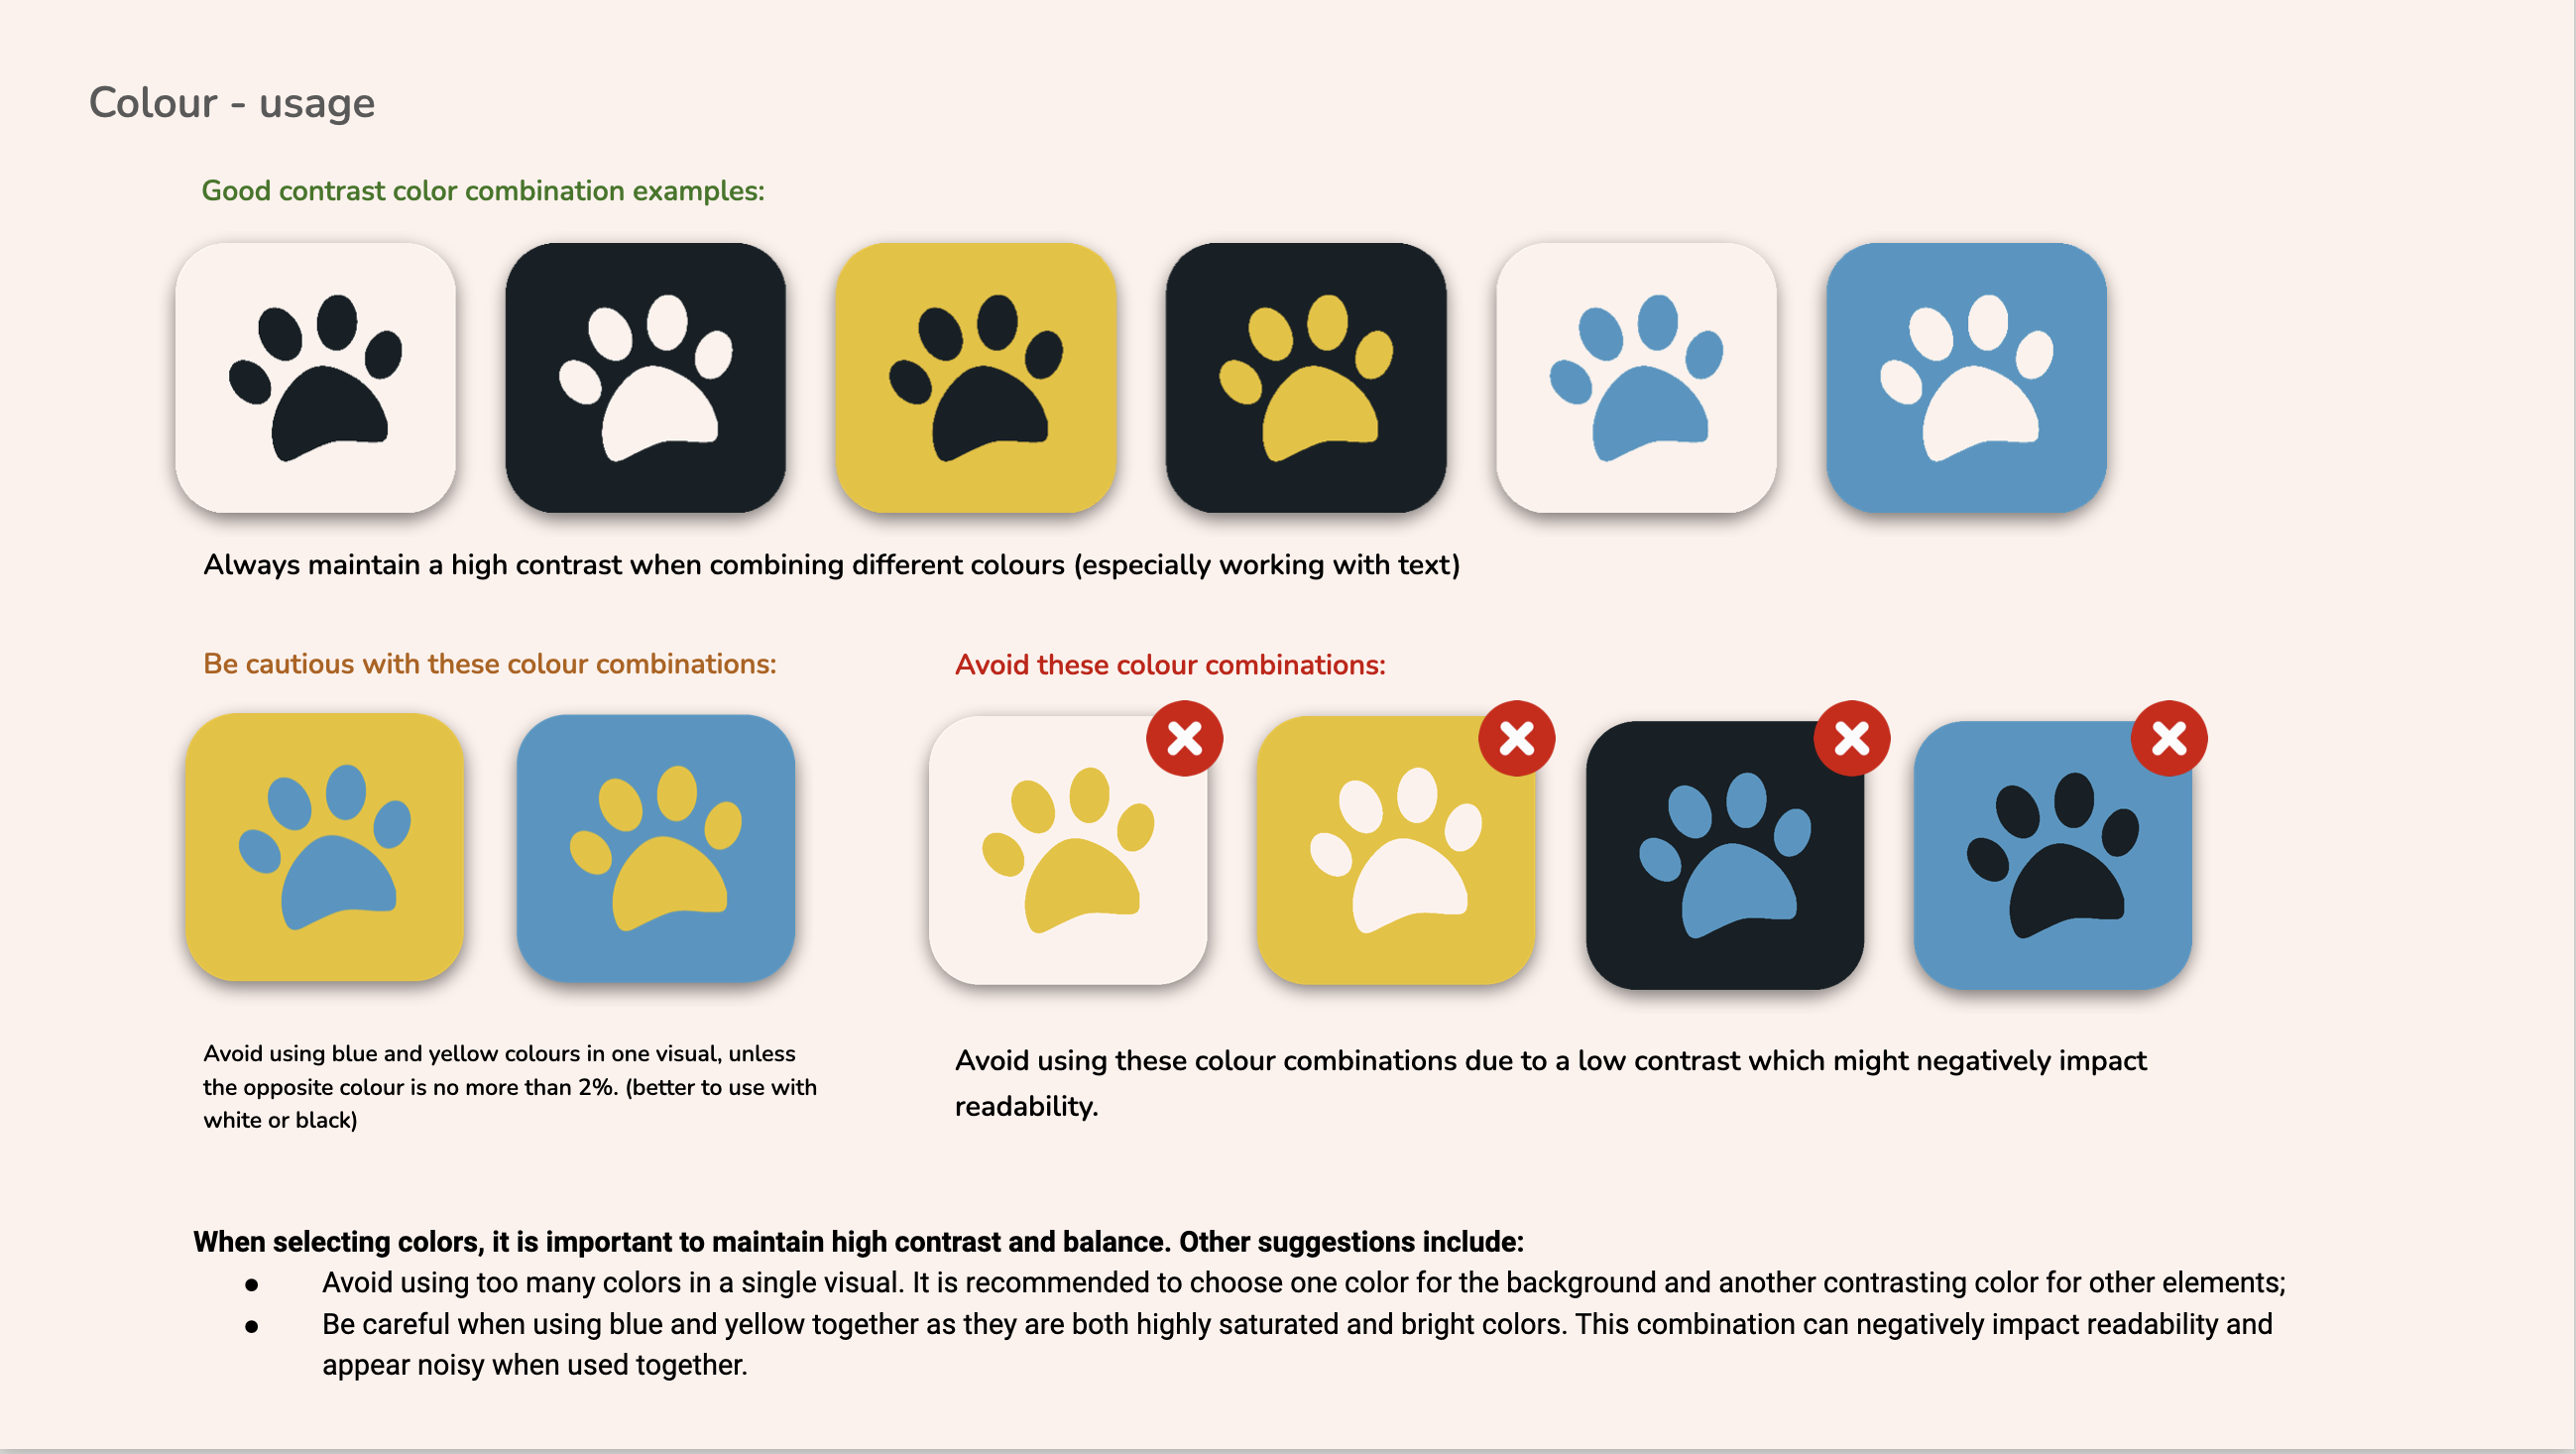 Colour - usage
Good contrast color combination examples:
Always maintain a high contrast when combining different colours (especially working with text)
Be cautious with these colour combinations:
Avoid these colour combinations:
Avoid using blue and yellow colours in one visual, unless
the opposite colour is no more than 2%. (better to use with
white or black)
Avoid using these colour combinations due to a low contrast which might negatively impact
readability.
When selecting colors, it is important to maintain high contrast and balance. Other suggestions include:
● Avoid using too many colors in a single visual. It is recommended to choose one color for the background and another contrasting color for other elements;
● Be careful when using blue and yellow together as they are both highly saturated and bright colors. This combination can negatively impact readability and
appear noisy when used together.